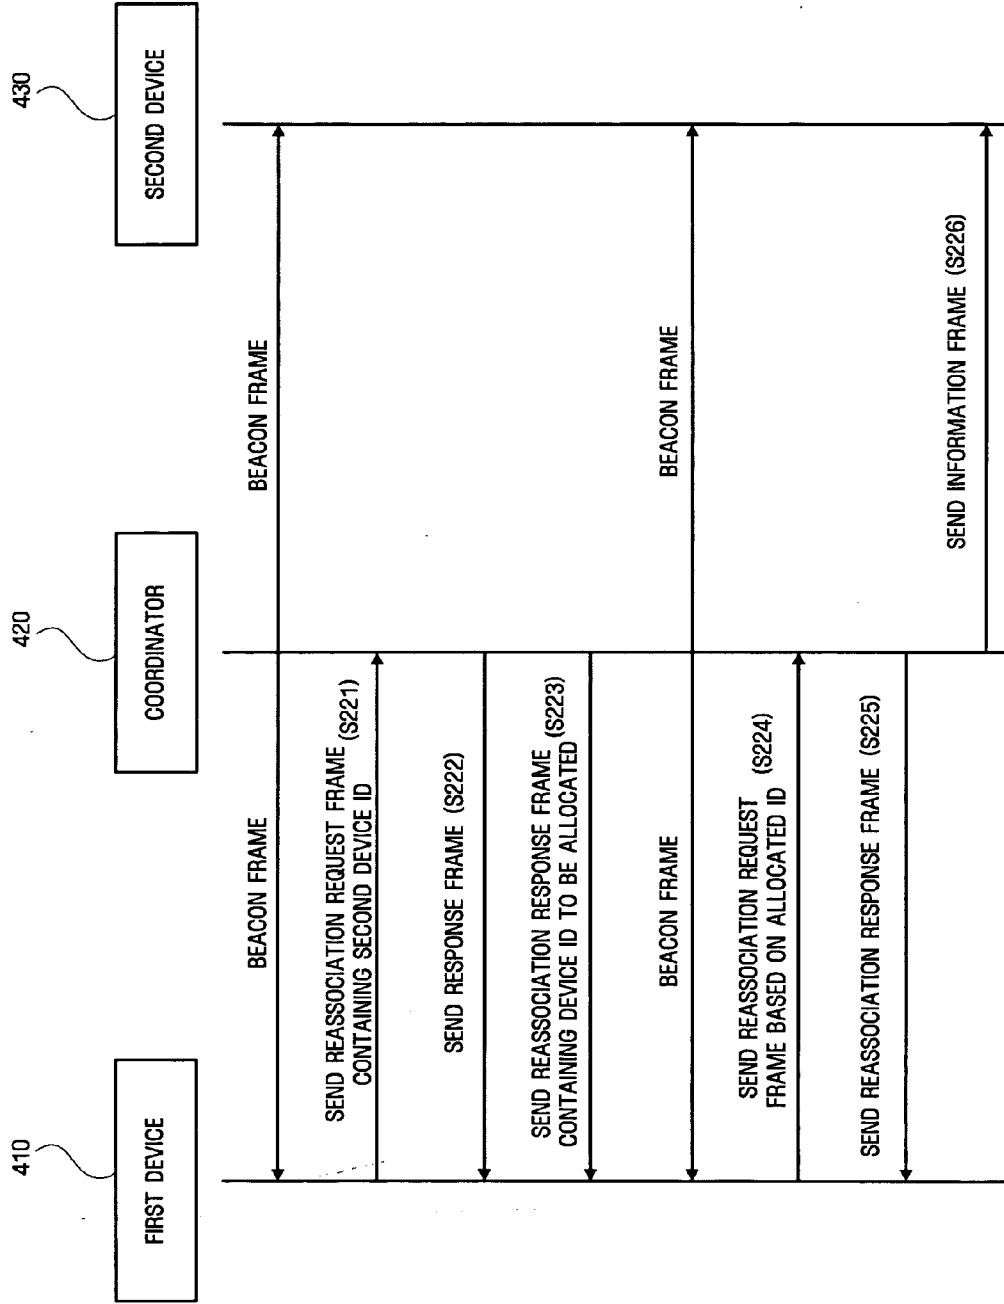 410
420
430
FIRST DEVICE
COORDINATOR
SECOND DEVICE
BEACON FRAME
BEACON FRAME
SEND REASSOCIATION REQUEST FRAME (S221)
CONTAINING SECOND DEVICE ID
SEND RESPONSE FRAME (S222)
SEND REASSOCIATION RESPONSE FRAME (S223)
CONTAINING DEVICE ID TO BE ALLOCATED
BEACON FRAME
BEACON FRAME
SEND REASSOCIATION REQUEST (S224)
FRAME BASED ON ALLOCATED ID
SEND REASSOCIATION RESPONSE FRAME (S225)
SEND INFORMATION FRAME (S226)